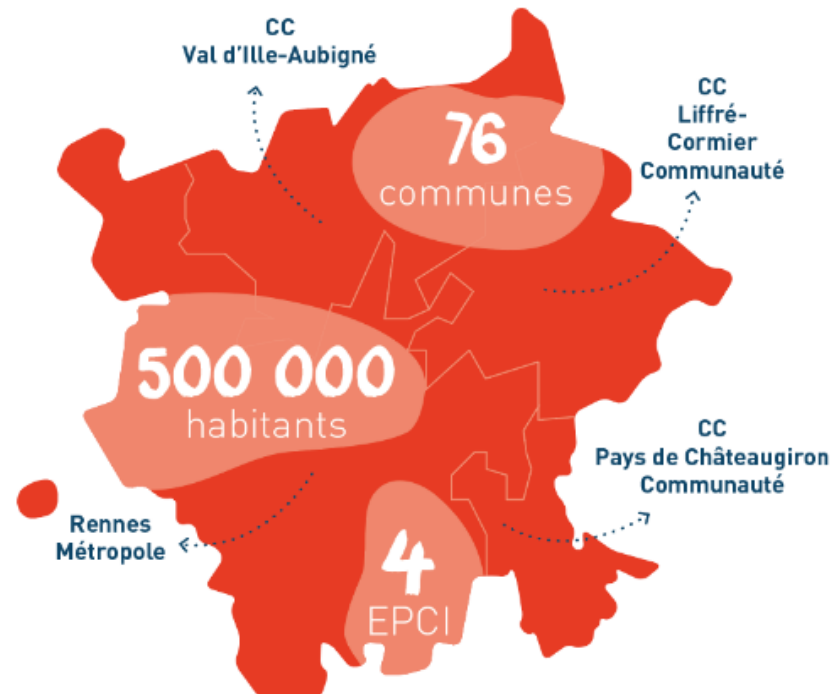 CC
Val d'Ille-Aubigné
CC
Liffré-
Cormier
Communauté
76
communes
500 000
habitants
CC
Pays de Châteaugiron
Communauté
Rennes
Métropole
4
EPCI